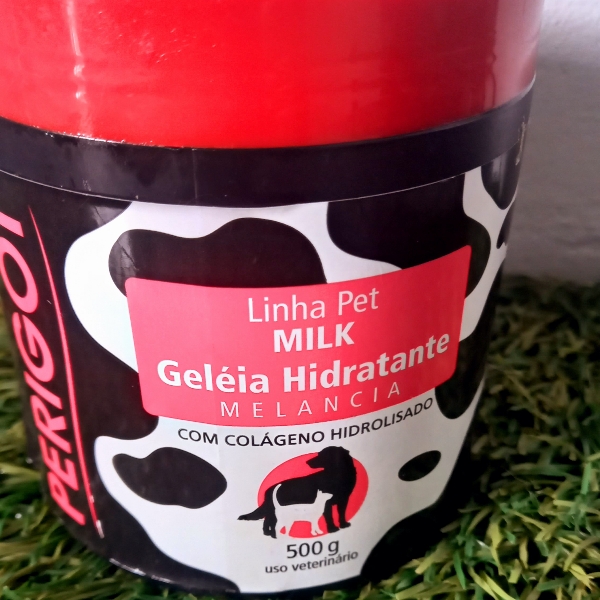 PERIGOT
Linha Pet
MILK
Geléia Hidratante
MELANCIA
COM COLÁGENO HIDROLISADO
500 g
uso veterinário